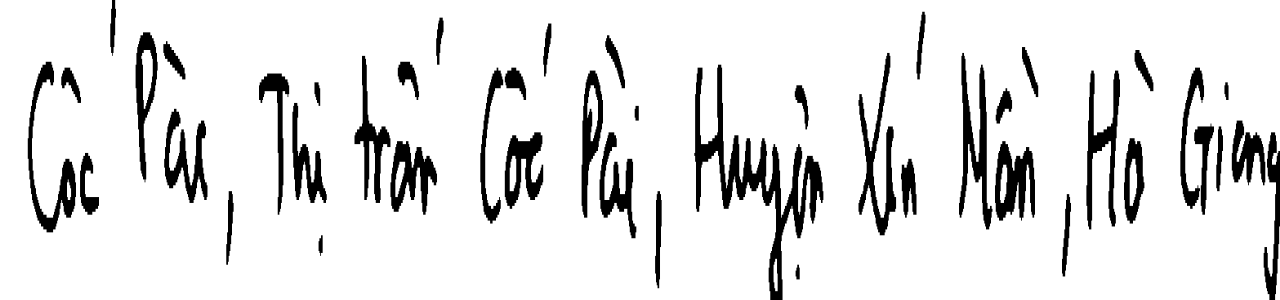 Cốc Pài, Thị trấn Cốc Pài, Huyện Xín Mần, Hà Giang